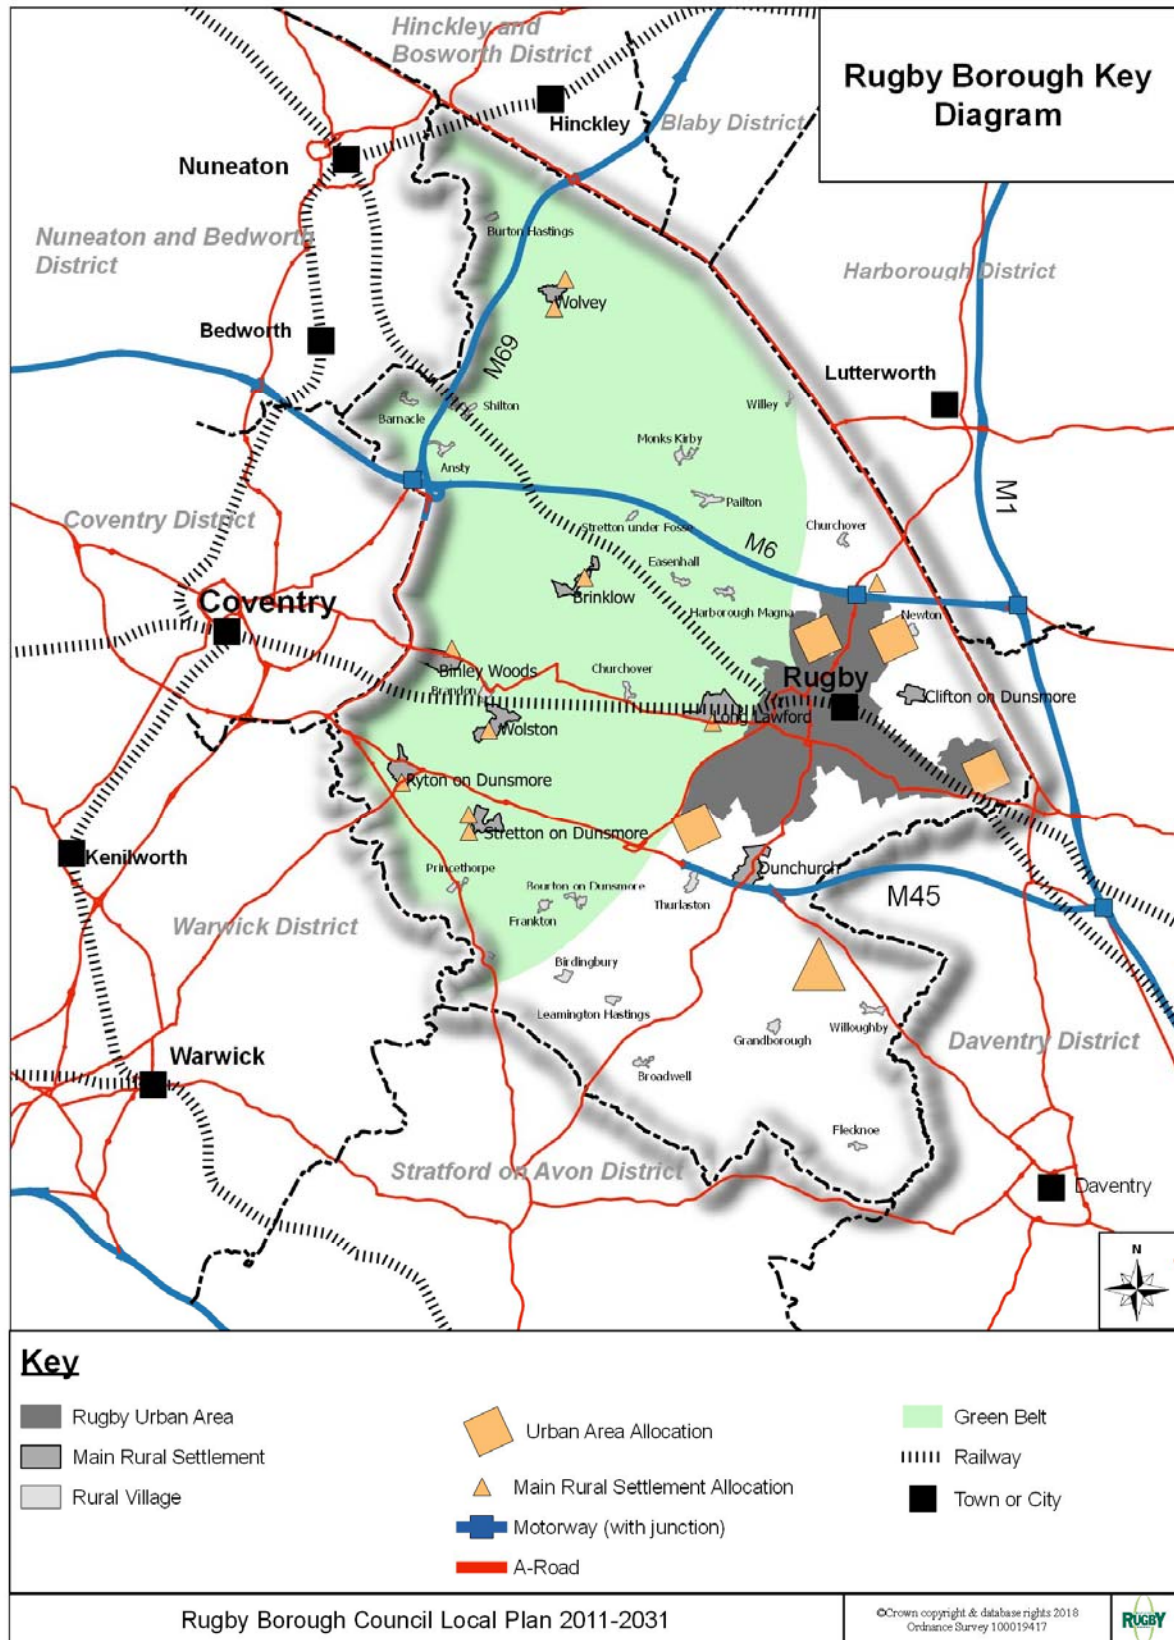 Rugby Borough Key
Diagram
Hinckley and
Bosworth District
Hinckley
Blaby District
Nuneaton
Burton Hastings
Nuneaton and Bedworth
District
Harborough District
Wolvey
Bedworth
M69
Lutterworth
Barnacle
Shilton
Willey
Monks Kirby
Ansty
Pailton
M1
Coventry District
Stretton under Fosse
Churchover
M6
Easenhall
Coventry
Brinklow
Harborough Magna
Newton
Binley Woods
Brandon
Churchover
Rugby
Clifton on Dunsmore
Long Lawford
Wolston
Ryton on Dunsmore
Stretton on Dunsmore
Kenilworth
Princethorpe
Dunchurch
Bourton on Dunsmore
Thurlaston
M45
Frankton
Warwick District
Birdingbury
Leamington Hastings
Willoughby
Grandborough
Daventry District
Warwick
Broadwell
Flecknoe
Stratford on Avon District
Daventry
N
Key
Rugby Urban Area
Main Rural Settlement
Rural Village
Urban Area Allocation
Main Rural Settlement Allocation
Motorway (with junction)
A-Road
Green Belt
Railway
Town or City
Rugby Borough Council Local Plan 2011-2031
©Crown copyright & database rights 2018
Ordnance Survey 100019417
RUGBY